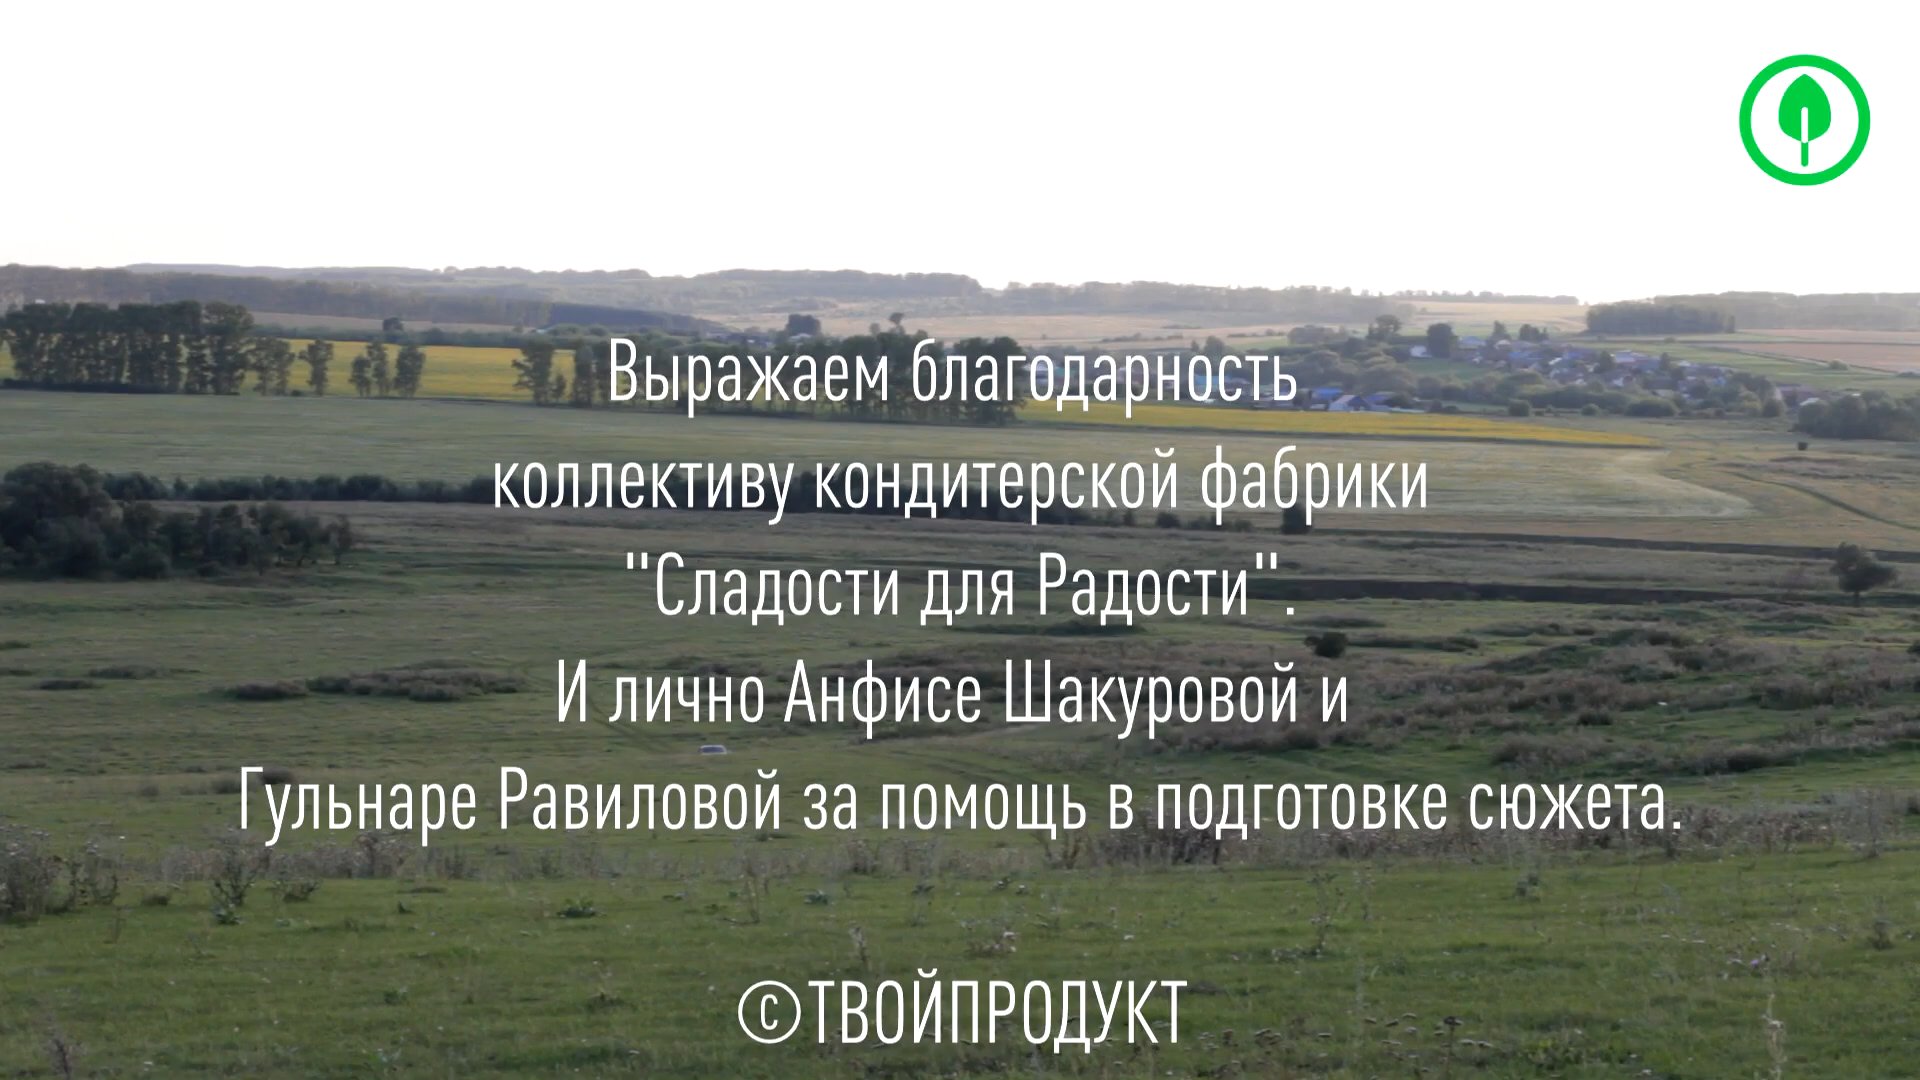 Выражаем благодарность
коллективу кондитерской фабрики
"Сладости для Радости".
И лично Анфисе Шакуровой и
Гульнаре Равиловой за помощь в подготовке сюжета.
©ТВОЙПРОДУКТ